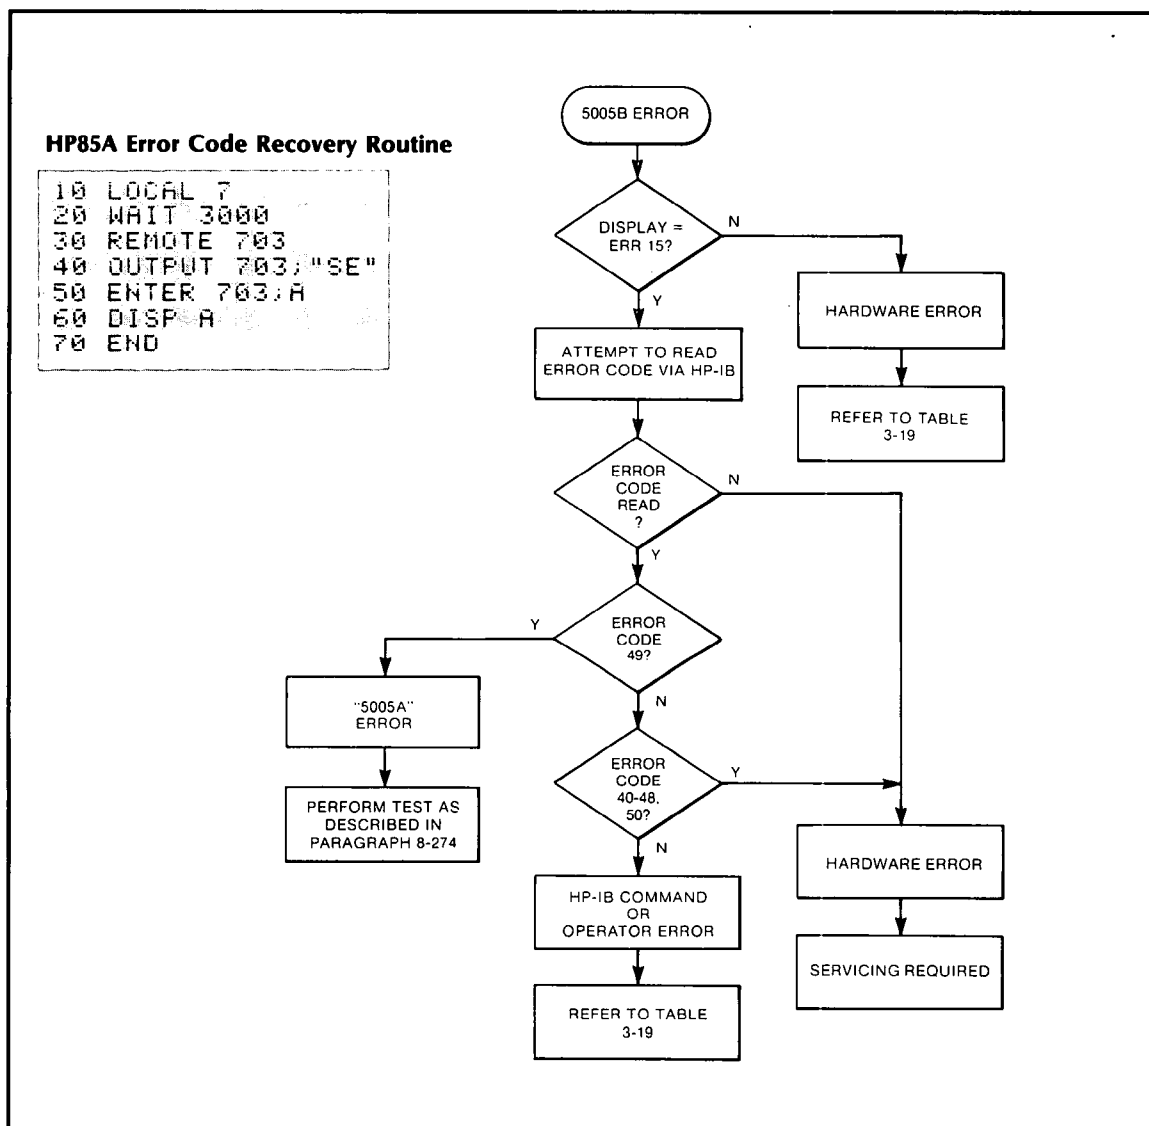 HP85A Error Code Recovery Routine
10 LOCAL 7
20 WAIT 3000
30 REMOTE 703
40 OUTPUT 703;"SE"
50 ENTER 703;A
60 DISP A
70 END
5005B ERROR
DISPLAY =
ERR 15?
N
Y
HARDWARE ERROR
REFER TO TABLE
3-19
ATTEMPT TO READ
ERROR CODE VIA HP-IB
ERROR
CODE
READ
?
N
Y
ERROR
CODE
49?
Y
N
"5005A"
ERROR
PERFORM TEST AS
DESCRIBED IN
PARAGRAPH 8-274
ERROR
CODE
40-48,
50?
Y
N
HARDWARE ERROR
SERVICING REQUIRED
HP-IB COMMAND
OR
OPERATOR ERROR
REFER TO TABLE
3-19